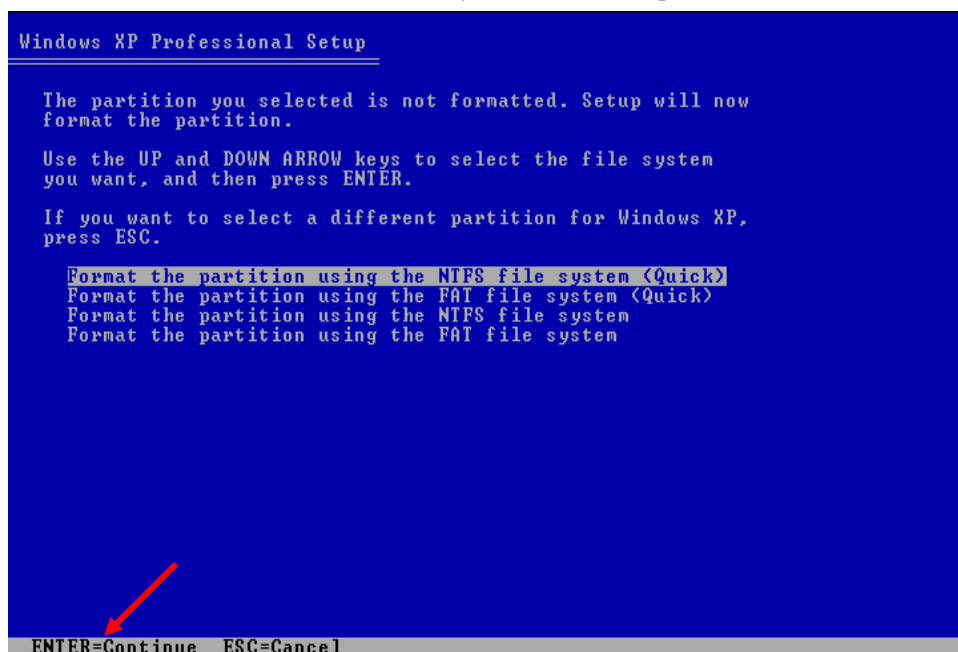 Windows XP Professional Setup
The partition you selected is not formatted. Setup will now
format the partition.
Use the UP and DOWN ARROW keys to select the file system
you want, and then press ENTER.
If you want to select a different partition for Windows XP,
press ESC.
Format the partition using the NTFS file system (Quick)
Format the partition using the FAT file system (Quick)
Format the partition using the NTFS file system
Format the partition using the FAT file system
ENTER=Continue ESC=Cancel